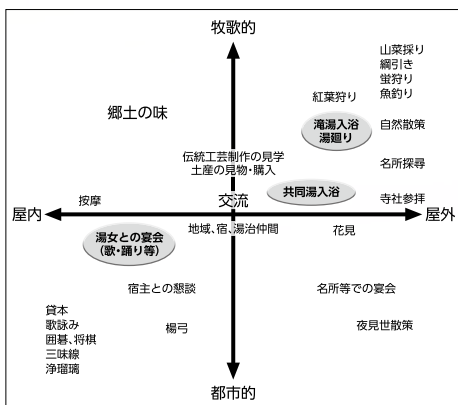 牧歌的
山菜採り
綱引き
蛍狩り
魚釣り
紅葉狩り
郷土の味
滝湯入浴
湯廻り
自然散策
伝統工芸制作の見学
土産の見物・購入
名所探尋
共同湯入浴
按摩
交流
寺社参拝
屋内
屋外
地域、宿、湯治仲間
花見
湯女との宴会
(歌・踊り等)
宿主との懇談
名所等での宴会
貸本
歌詠み
囲碁、将棋
三味線
浄瑠璃
楊弓
夜見世散策
都市的